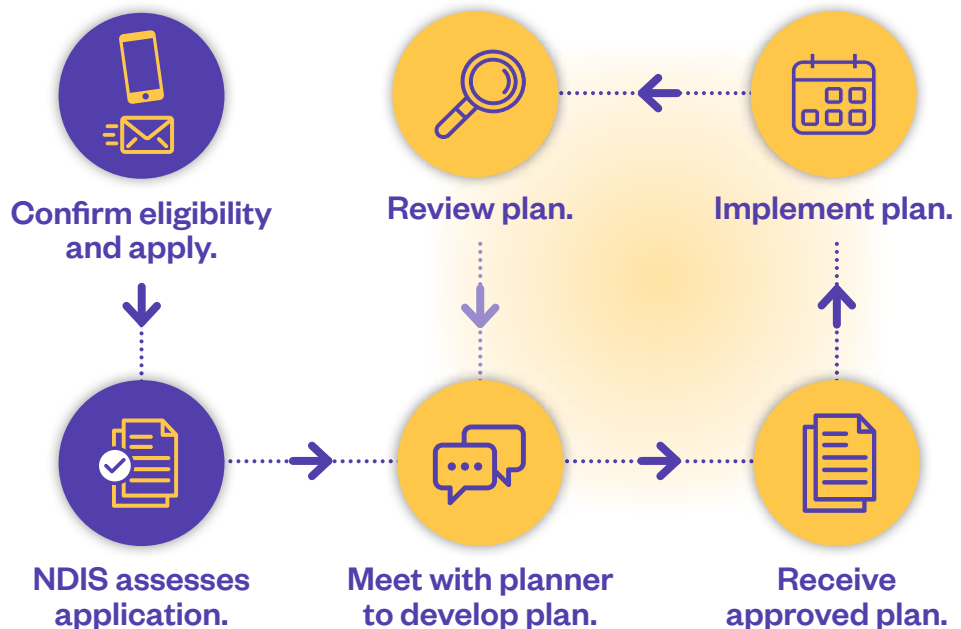 Confirm eligibility
and apply.
Review plan.
Implement plan.
NDIS assesses
application.
Meet with planner
to develop plan.
Receive
approved plan.